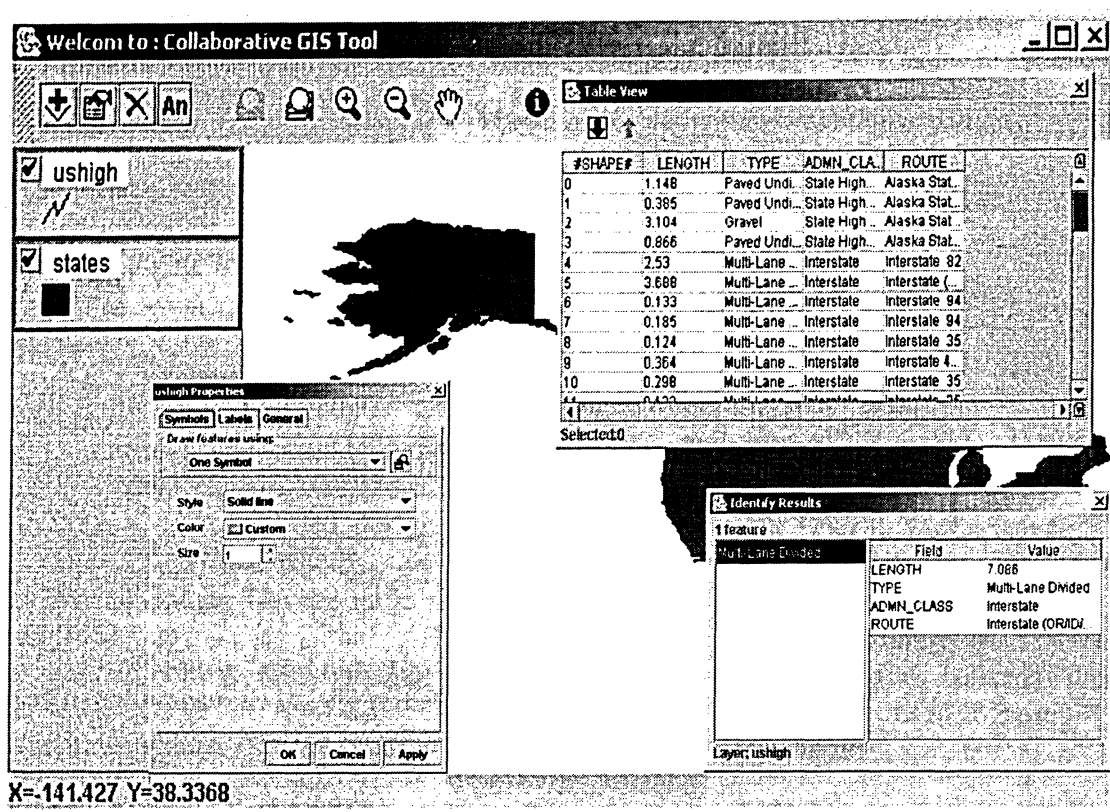 Welcom to : Collaborative GIS Tool
An
ushigh
states
Table View
#SHAPE# LENGTH TYPE ADMN_CLA.. ROUTE
0 1.148 Paved Undi... State High... Alaska Stat...
1 0.385 Paved Undi... State High... Alaska Stat...
2 3.104 Gravel State High... Alaska Stat
3 0.866 Paved Undi... State High... Alaska Stat...
4 2.53 Multi-Lane ... Interstate Interstate 82
5 3.688 Multi-Lane ... Interstate Interstate (...
6 0.133 Multi-Lane ... Interstate Interstate 94
7 0.185 Multi-Lane ... Interstate Interstate 94
8 0.124 Multi-Lane ... Interstate Interstate 35
9 0.364 Multi-Lane ... Interstate Interstate 4...
10 0.298 Multi-Lane ... Interstate Interstate 35
Selected:0
ushigh Properties
Symbols Labels General
Draw features using:
One Symbol
Style Solid line
Color Custom
Size 1
OK Cancel Apply
Identify Results
1 feature
Multi-Lane Divided
Field Value
LENGTH 7.086
TYPE Multi-Lane Divided
ADMN_CLASS Interstate
ROUTE Interstate (OR/ID/...
Layer: ushigh
X=-141.427 Y=38.3368